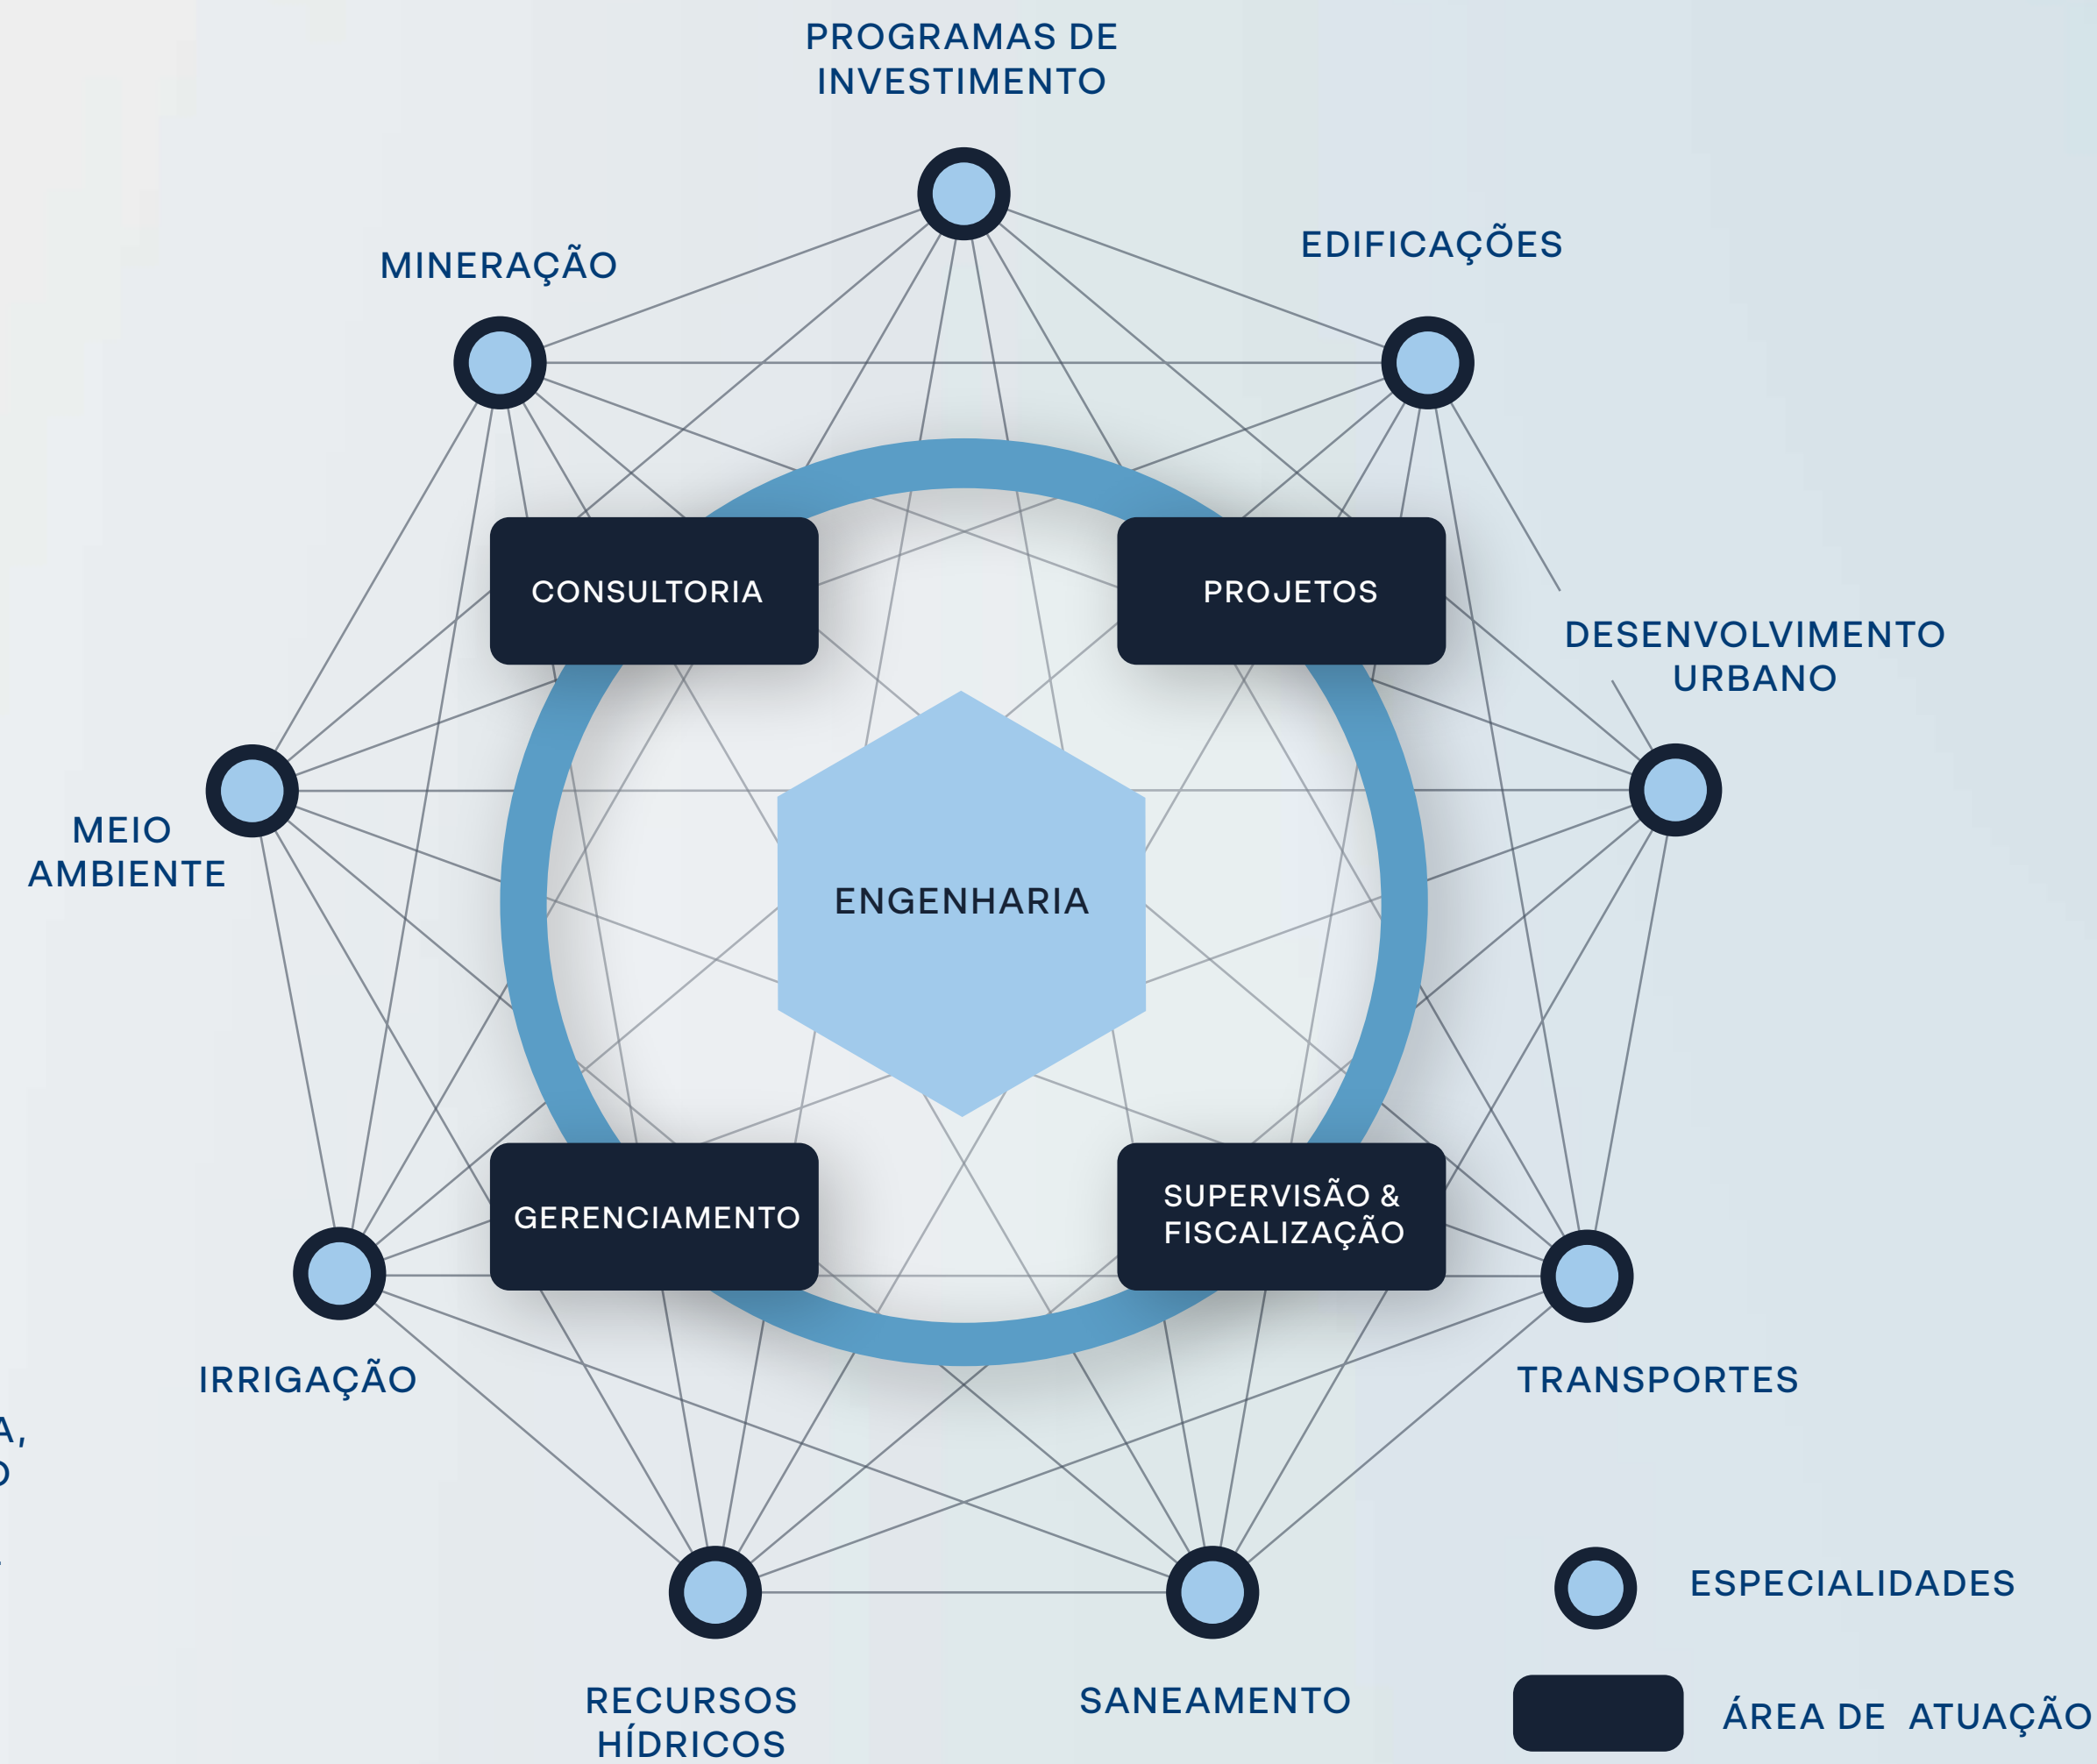 PROGRAMAS DE
INVESTIMENTO
MINERAÇÃO
EDIFICAÇÕES
CONSULTORIA
PROJETOS
DESENVOLVIMENTO
URBANO
MEIO
AMBIENTE
ENGENHARIA
GERENCIAMENTO
SUPERVISÃO &
FISCALIZAÇÃO
IRRIGAÇÃO
TRANSPORTES
A,
O
RECURSOS
HÍDRICOS
SANEAMENTO
ESPECIALIDADES
ÁREA DE ATUAÇÃO